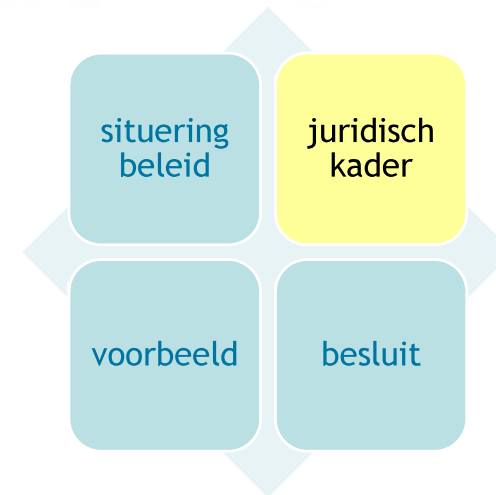 situering
beleid
juridisch
kader
voorbeeld
besluit